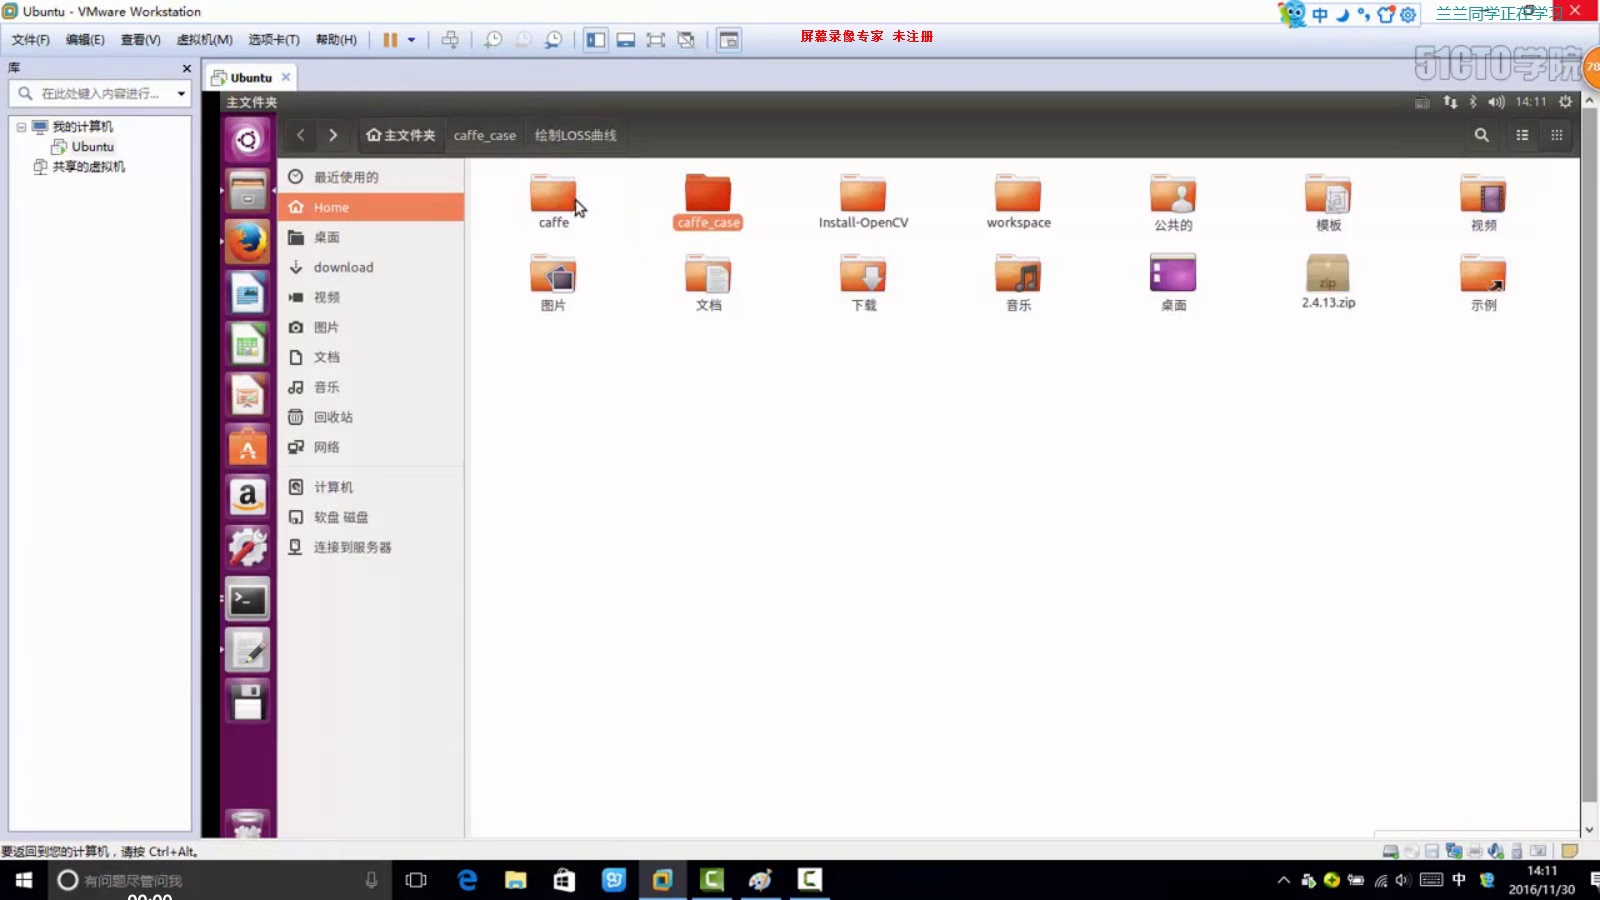 Ubuntu - VMware Workstation
中
兰兰同学正在学习
文件(F) 编辑(E) 查看(V) 虚拟机(M) 选项卡(T) 帮助(H)
屏幕录像专家 未注册
51CTO学院
78
库
Ubuntu
在此处键入内容进行...
我的计算机
Ubuntu
共享的虚拟机
主文件夹
14:11
主文件夹 caffe_case 绘制LOSS曲线
最近使用的
Home
桌面
download
视频
图片
文档
音乐
回收站
网络
计算机
软盘 磁盘
连接到服务器
caffe
caffe_case
Install-OpenCV
workspace
公共的
模板
视频
图片
文档
下载
音乐
桌面
zip
2.4.13.zip
示例
要返回到您的计算机，请按 Ctrl+Alt。
有问题尽管问我
00:00
中
14:11
2016/11/30